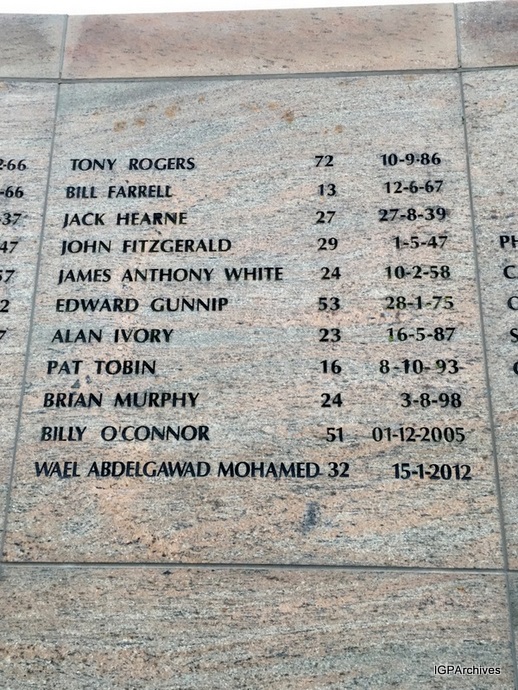 TONY ROGERS 72 10-9-86
BILL FARRELL 13 12-6-67
JACK HEARNE 27 27-8-39
JOHN FITZGERALD 29 1-5-47
JAMES ANTHONY WHITE 24 10-2-58
EDWARD GUNNIP 53 28-1-75
ALAN IVORY 23 16-5-87
PAT TOBIN 16 8-10-93
BRIAN MURPHY 24 3-8-98
BILLY O'CONNOR 51 01-12-2005
WAEL ABDELGAWAD MOHAMED 32 15-1-2012
IGPArchives